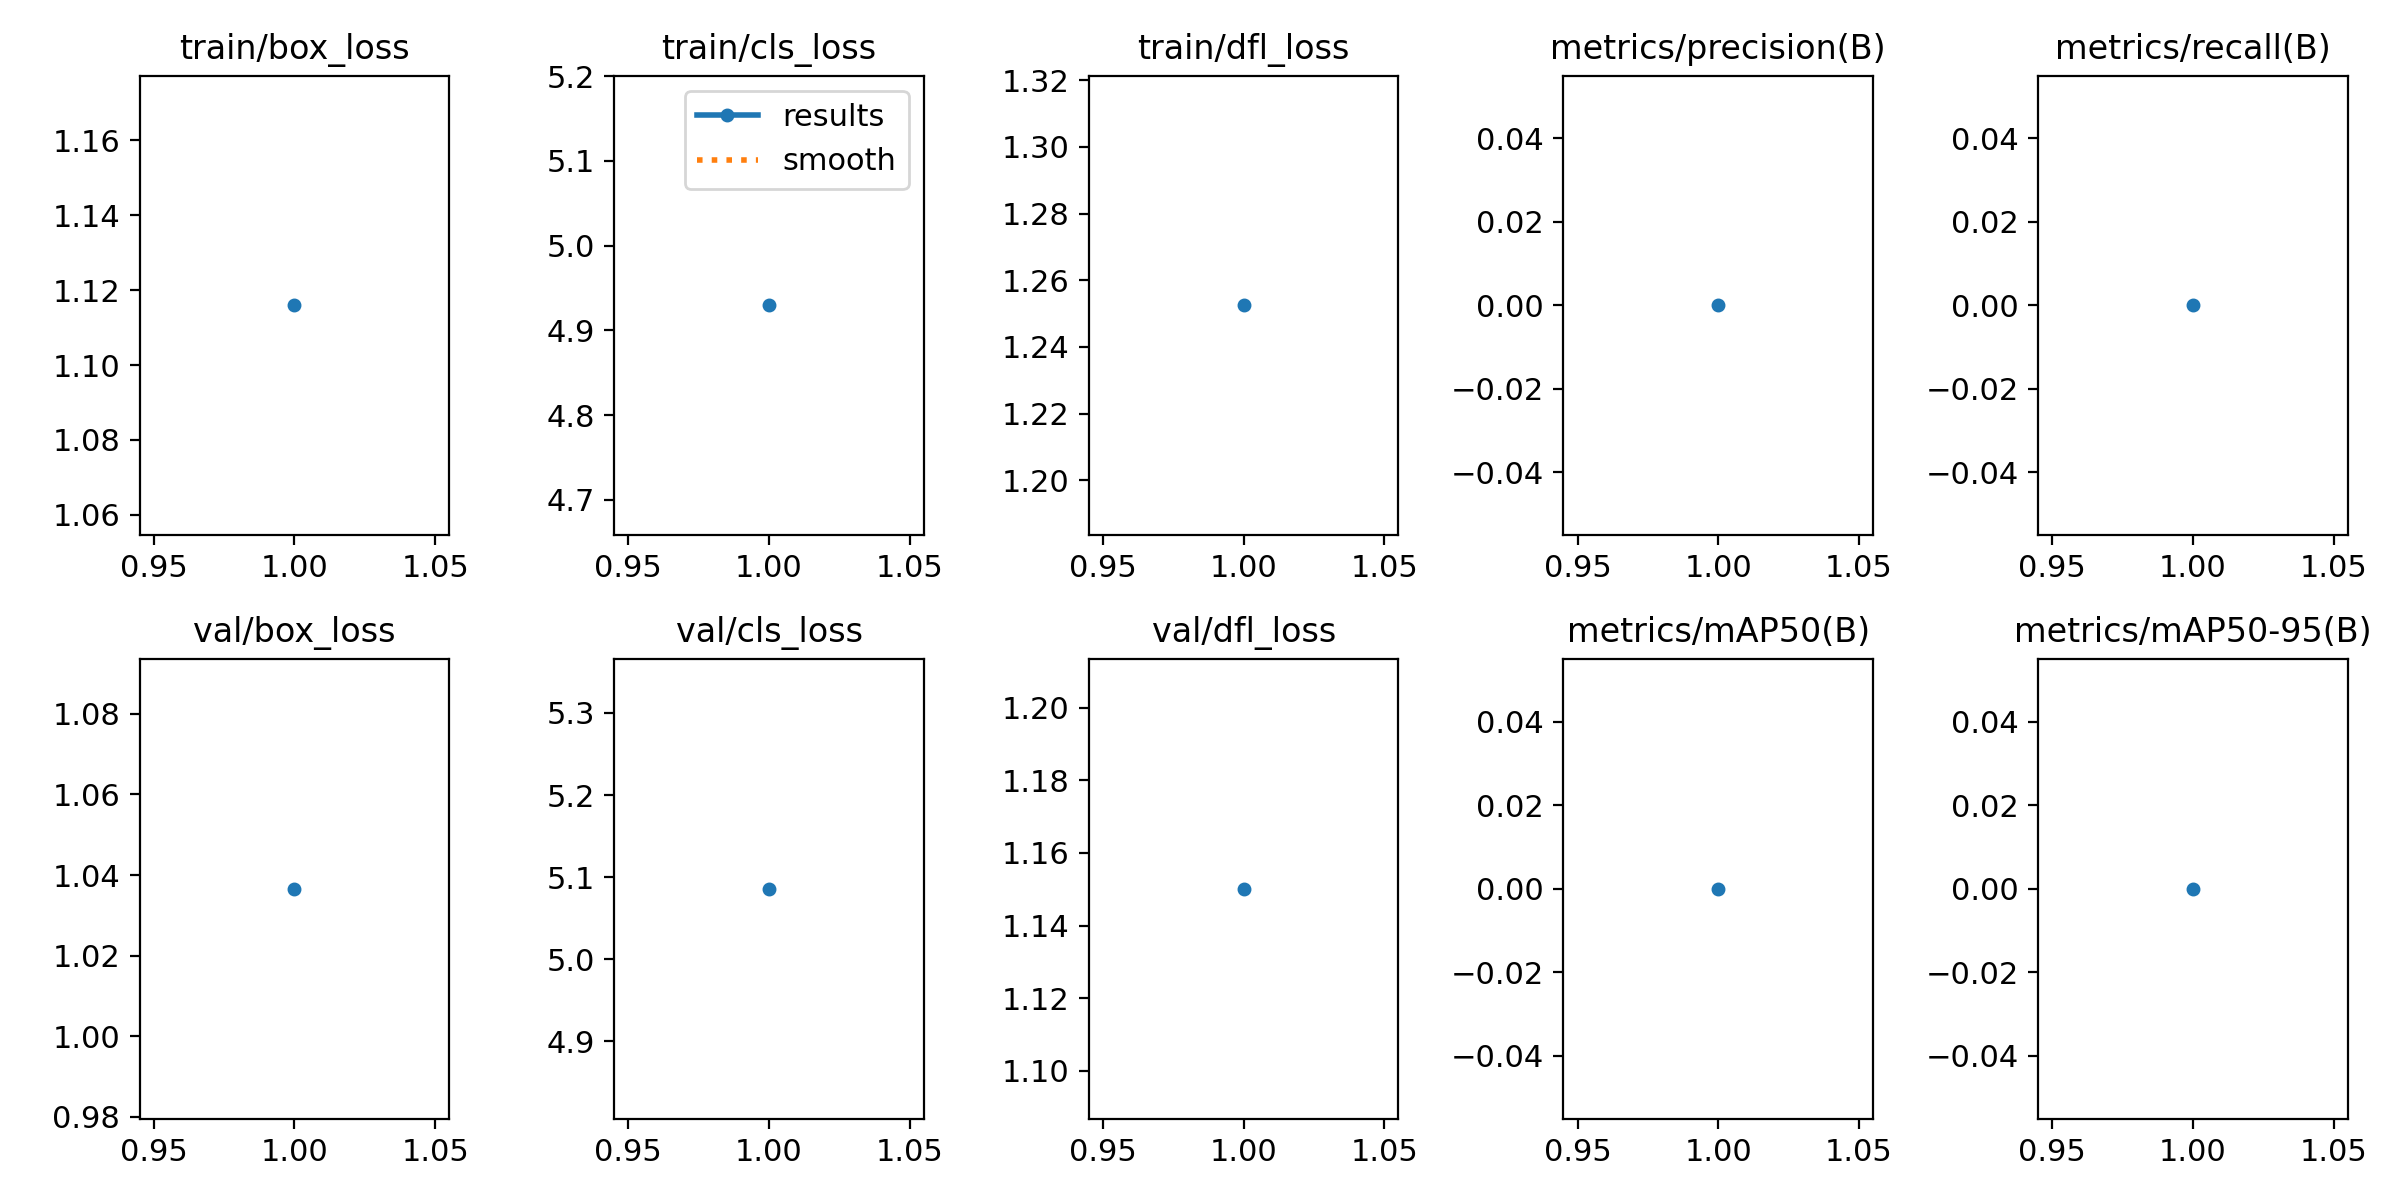 train/box_loss
1.16
1.14
1.12
1.10
1.08
1.06
0.95 1.00 1.05
train/cls_loss
5.2
5.1
5.0
4.9
4.8
4.7
results
smooth
0.95 1.00 1.05
train/dfl_loss
1.32
1.30
1.28
1.26
1.24
1.22
1.20
0.95 1.00 1.05
metrics/precision(B)
0.04
0.02
0.00
−0.02
−0.04
0.95 1.00 1.05
metrics/recall(B)
0.04
0.02
0.00
−0.02
−0.04
0.95 1.00 1.05
val/box_loss
1.08
1.06
1.04
1.02
1.00
0.98
0.95 1.00 1.05
val/cls_loss
5.3
5.2
5.1
5.0
4.9
0.95 1.00 1.05
val/dfl_loss
1.20
1.18
1.16
1.14
1.12
1.10
0.95 1.00 1.05
metrics/mAP50(B)
0.04
0.02
0.00
−0.02
−0.04
0.95 1.00 1.05
metrics/mAP50-95(B)
0.04
0.02
0.00
−0.02
−0.04
0.95 1.00 1.05